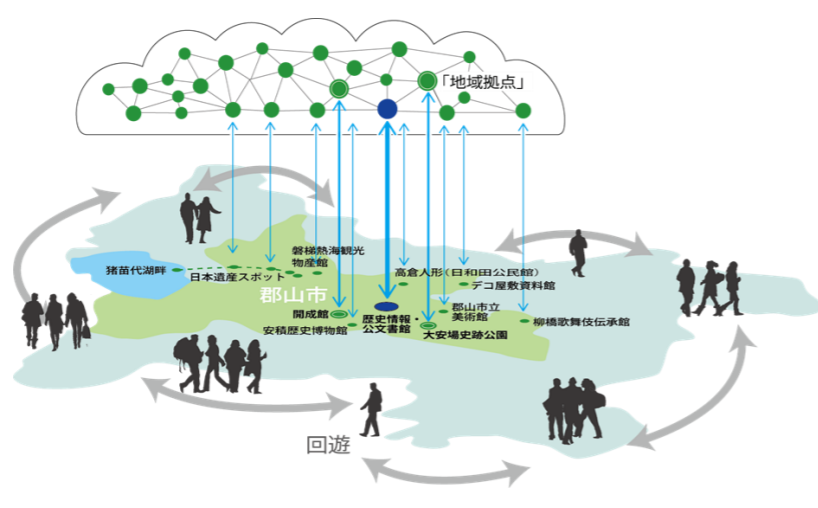 「地域拠点」
磐梯熱海観光
物産館
猪苗代湖畔
日本遺産スポット
高倉人形（日和田公民館）
デコ屋敷資料館
郡山市
開成館
安積歴史博物館
歴史情報・
公文書館
郡山市立
美術館
大安場史跡公園
柳橋歌舞伎伝承館
回遊